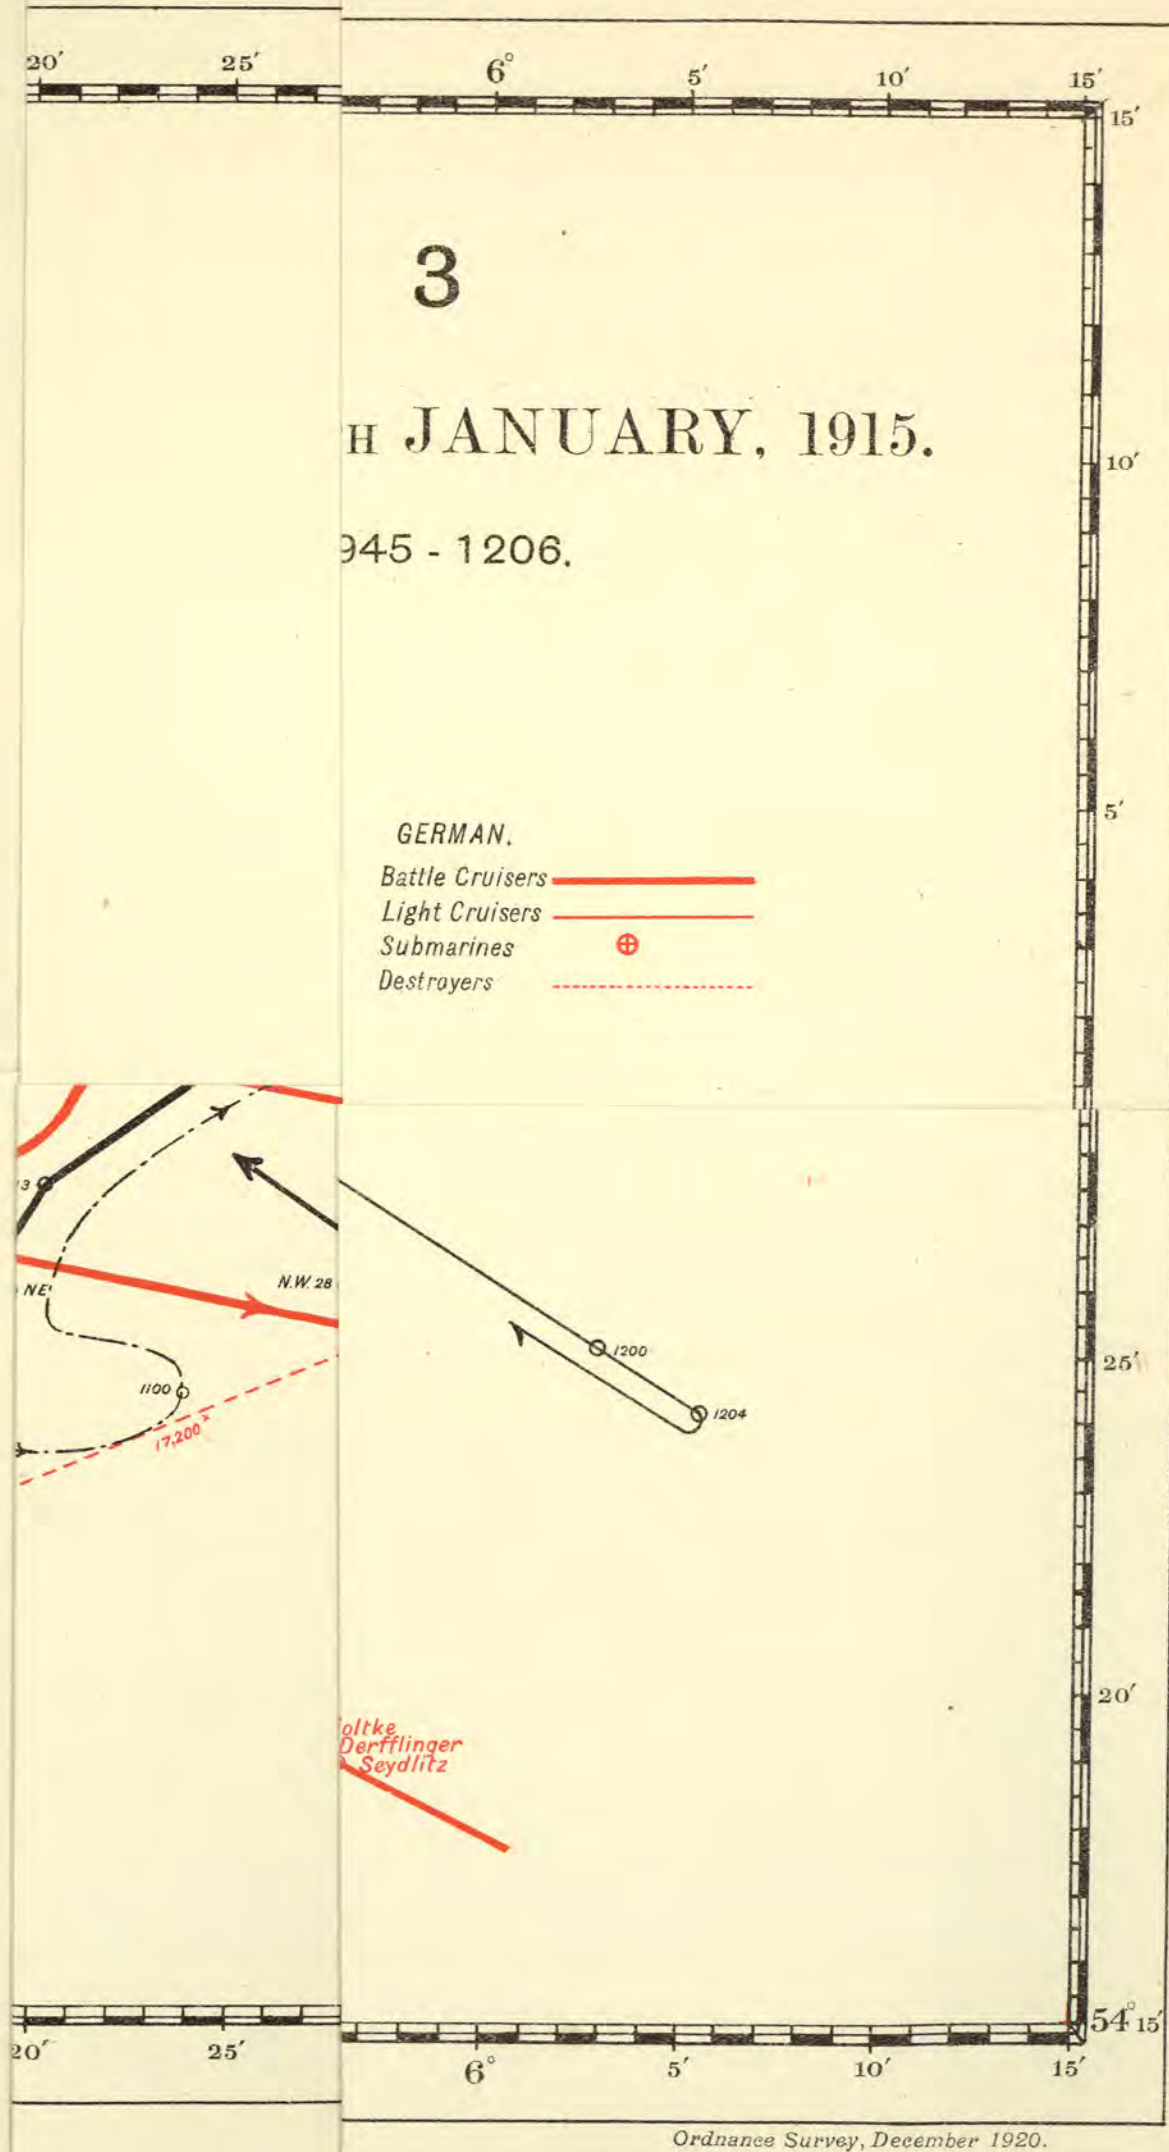 20′ 25′ 6° 5′ 10′ 15′
15′
3
H JANUARY, 1915.
10′
945 - 1206.
5′
GERMAN.
Battle Cruisers
Light Cruisers
Submarines
Destroyers
3
NE
N.W. 28
1200
25′
1100
1204
17,200
20′
oltke
Derfflinger
Seydlitz
54° 15′
20′ 25′ 6° 5′ 10′ 15′
Ordnance Survey, December 1920.